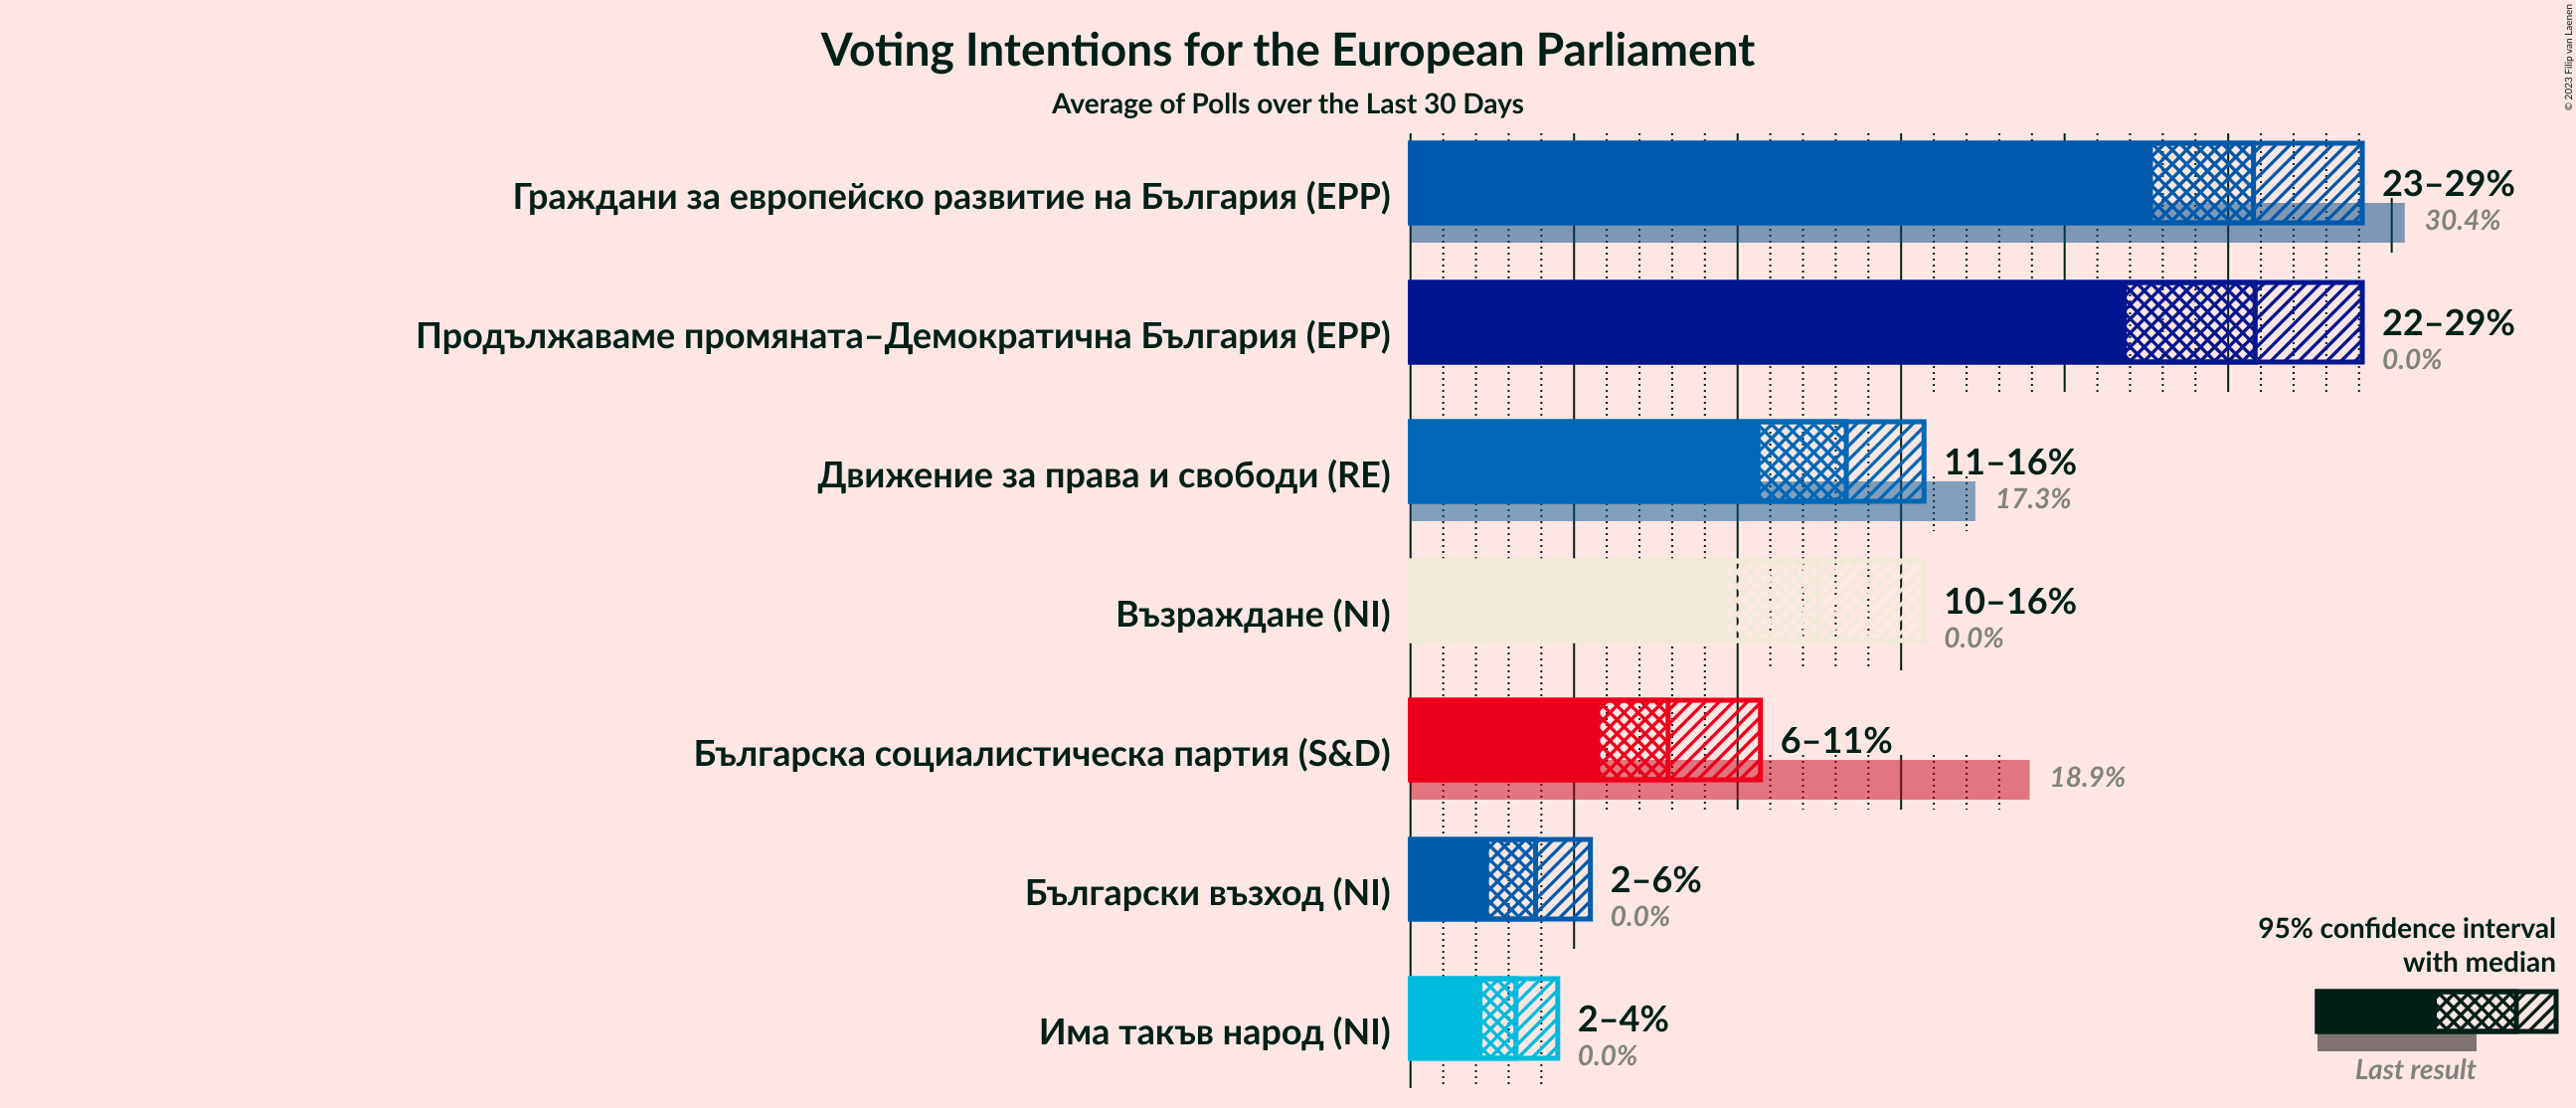 © 2023 Filip van Laenen
Voting Intentions for the European Parliament
Average of Polls over the Last 30 Days
Граждани за европейско развитие на България (EPP)
23–29%
30.4%
Продължаваме промяната–Демократична България (EPP)
22–29%
0.0%
Движение за права и свободи (RE)
11–16%
17.3%
Възраждане (NI)
10–16%
0.0%
Българска социалистическа партия (S&D)
6–11%
18.9%
Български възход (NI)
2–6%
0.0%
Има такъв народ (NI)
2–4%
0.0%
95% confidence interval
with median
Last result